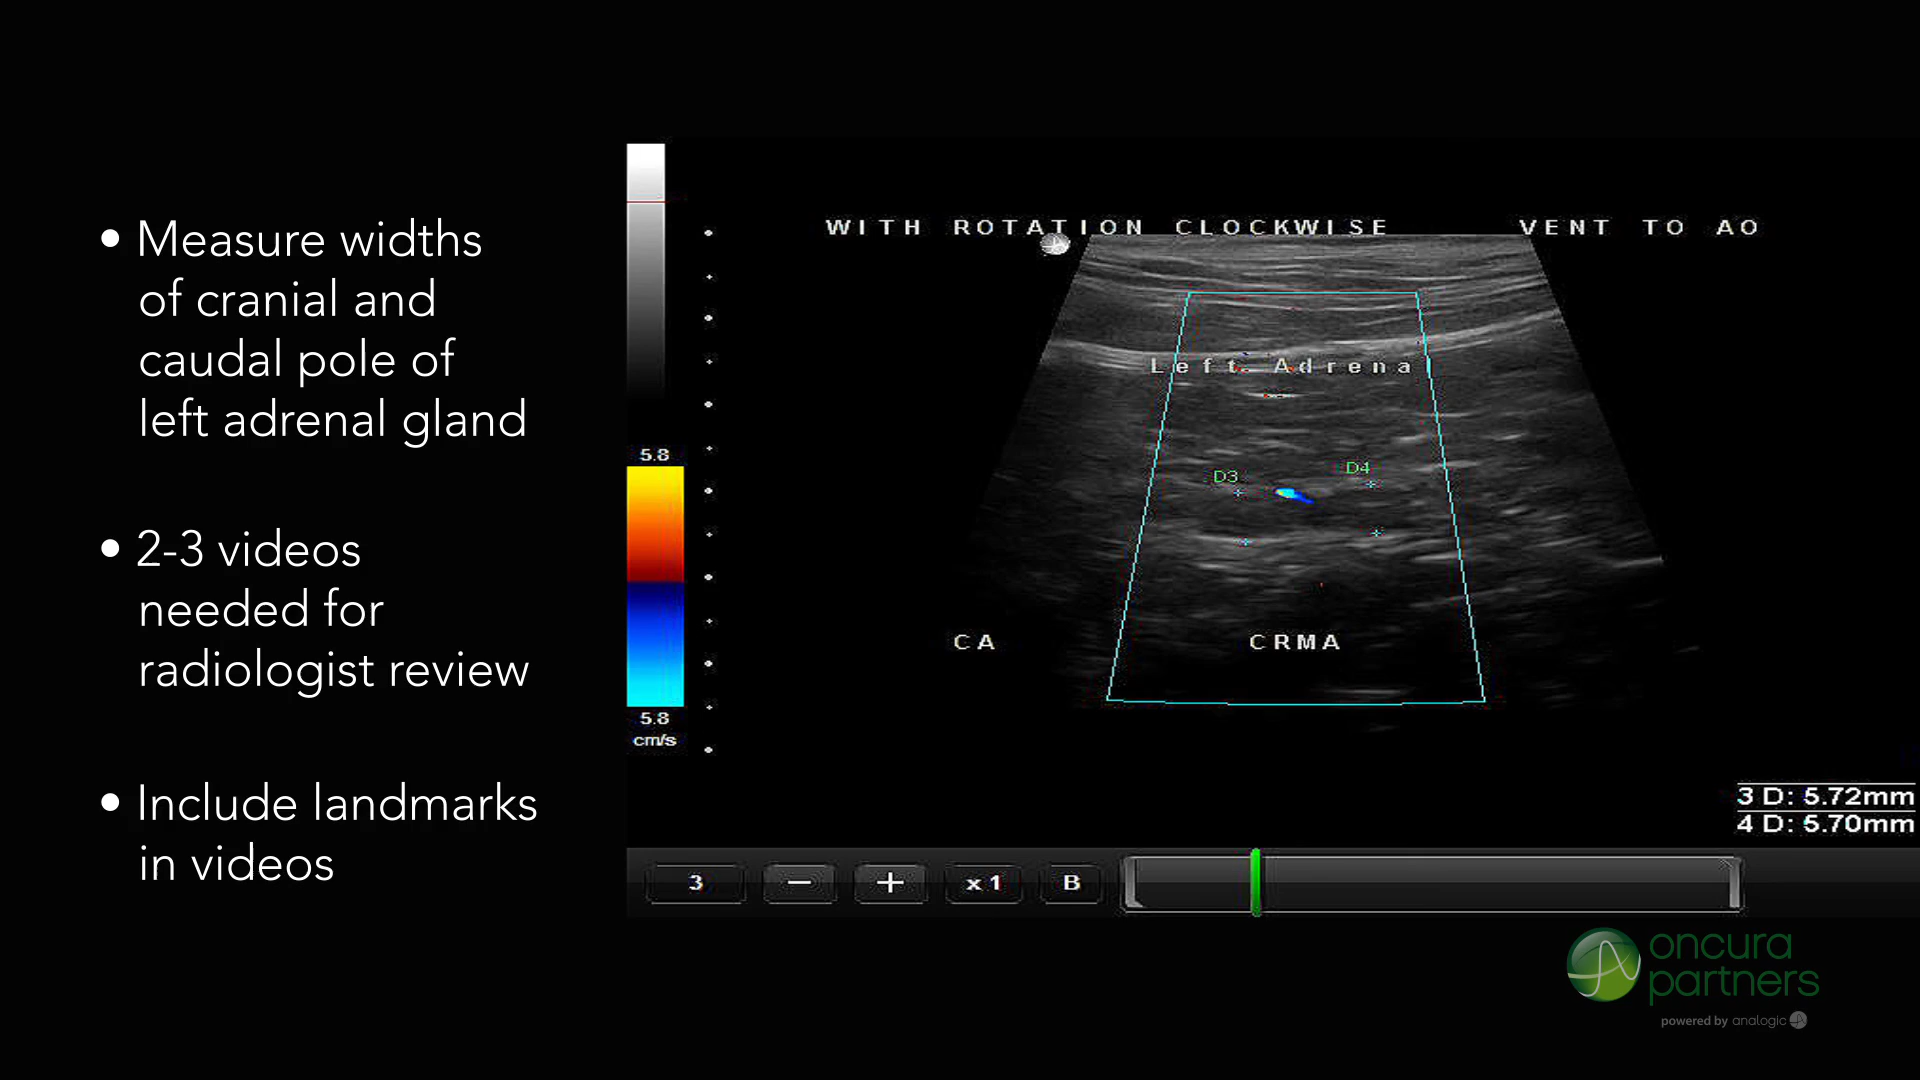 • Measure widths
of cranial and
caudal pole of
left adrenal gland
• 2-3 videos
needed for
radiologist review
• Include landmarks
in videos
WITH ROTATION CLOCKWISE VENT TO AO
Left Adrena
D3 D4
CA CRMA
5.8
5.8
cm/s
3 D: 5.72mm
4 D: 5.70mm
3 − + x1 B
oncura
partners
powered by analogic